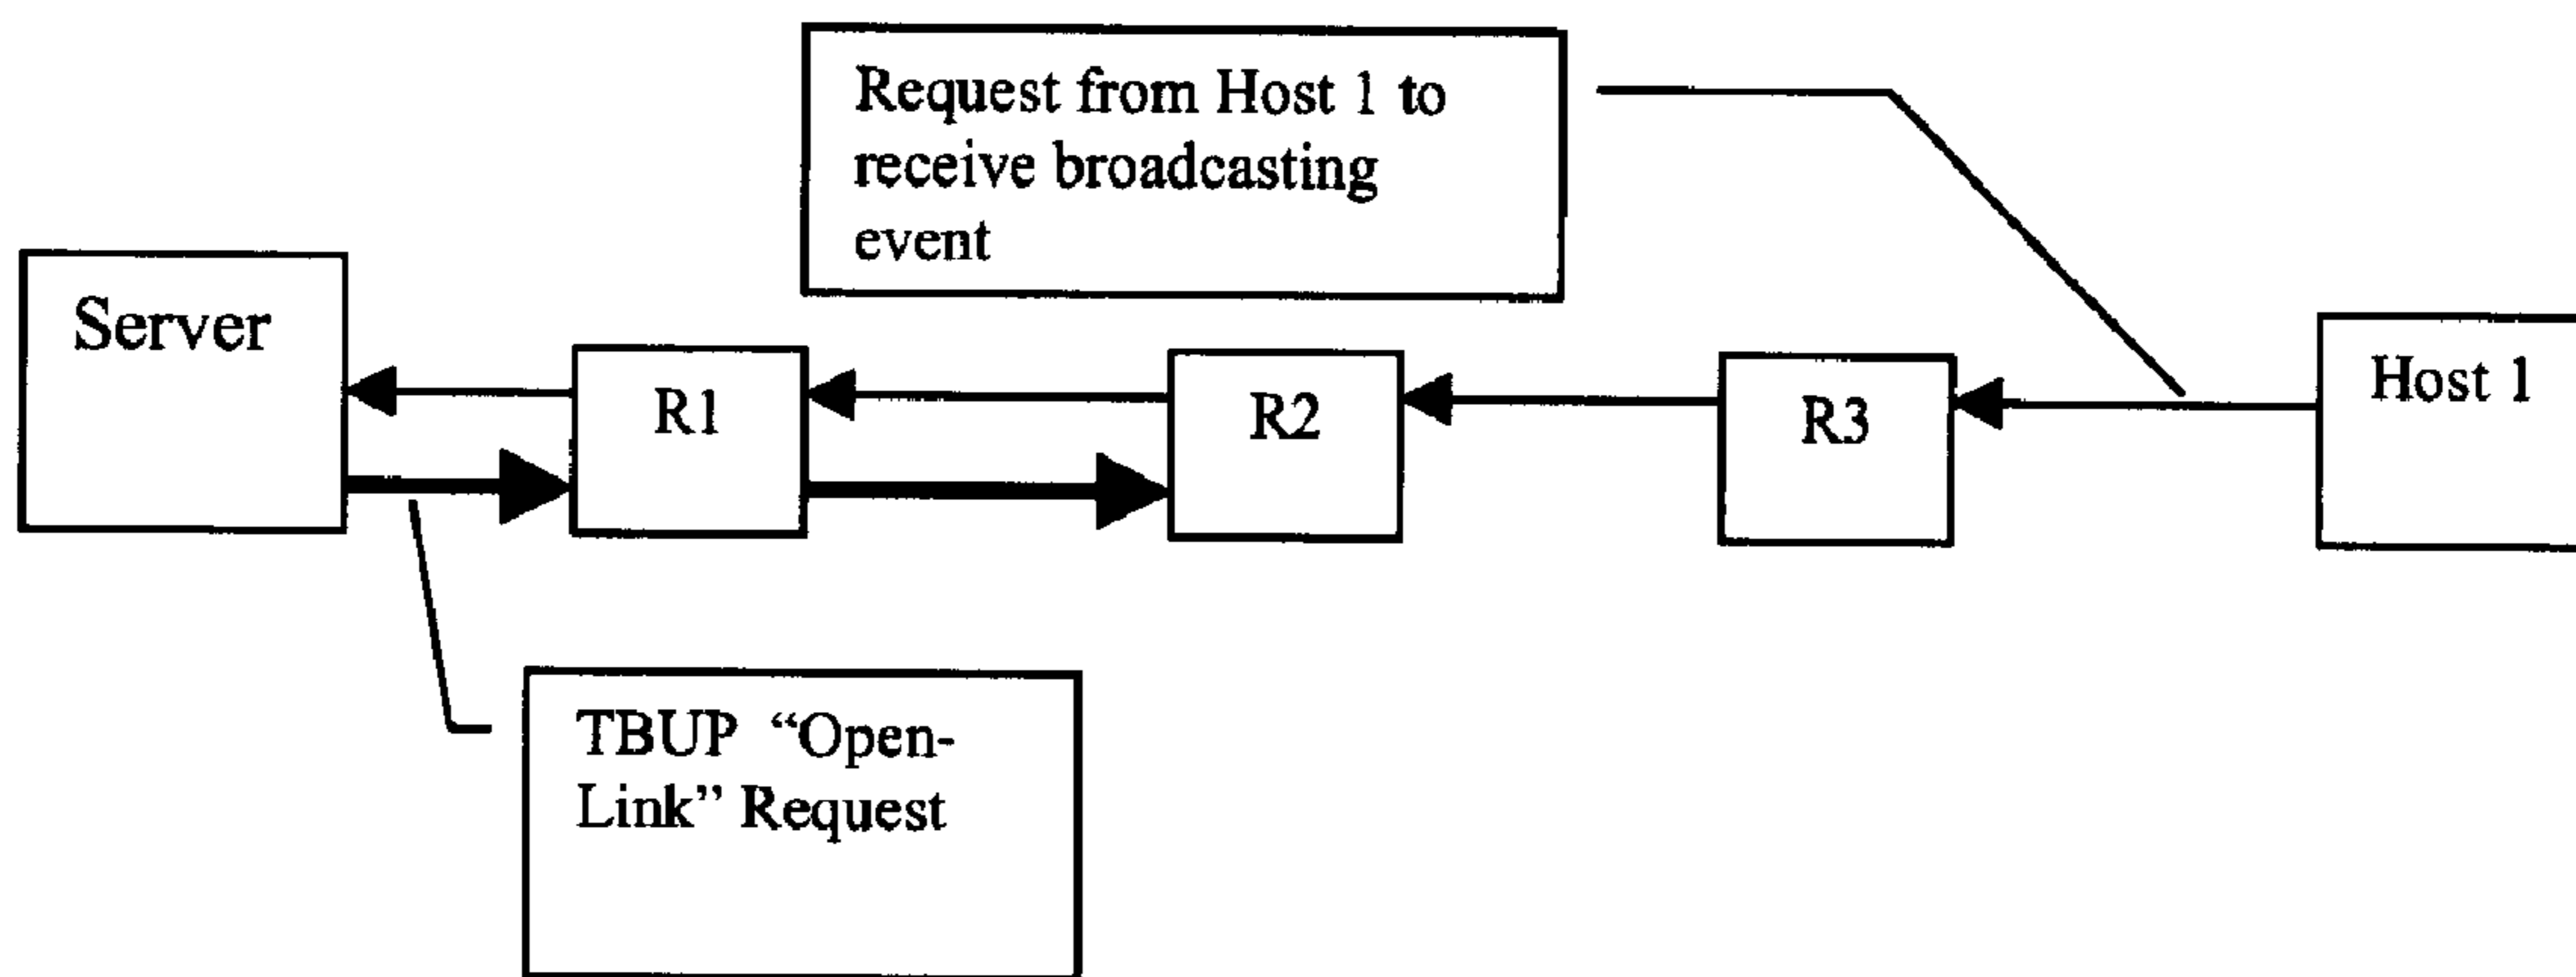 Request from Host 1 to
receive broadcasting
event
Server
R1
R2
R3
Host 1
TBUP “Open-
Link” Request